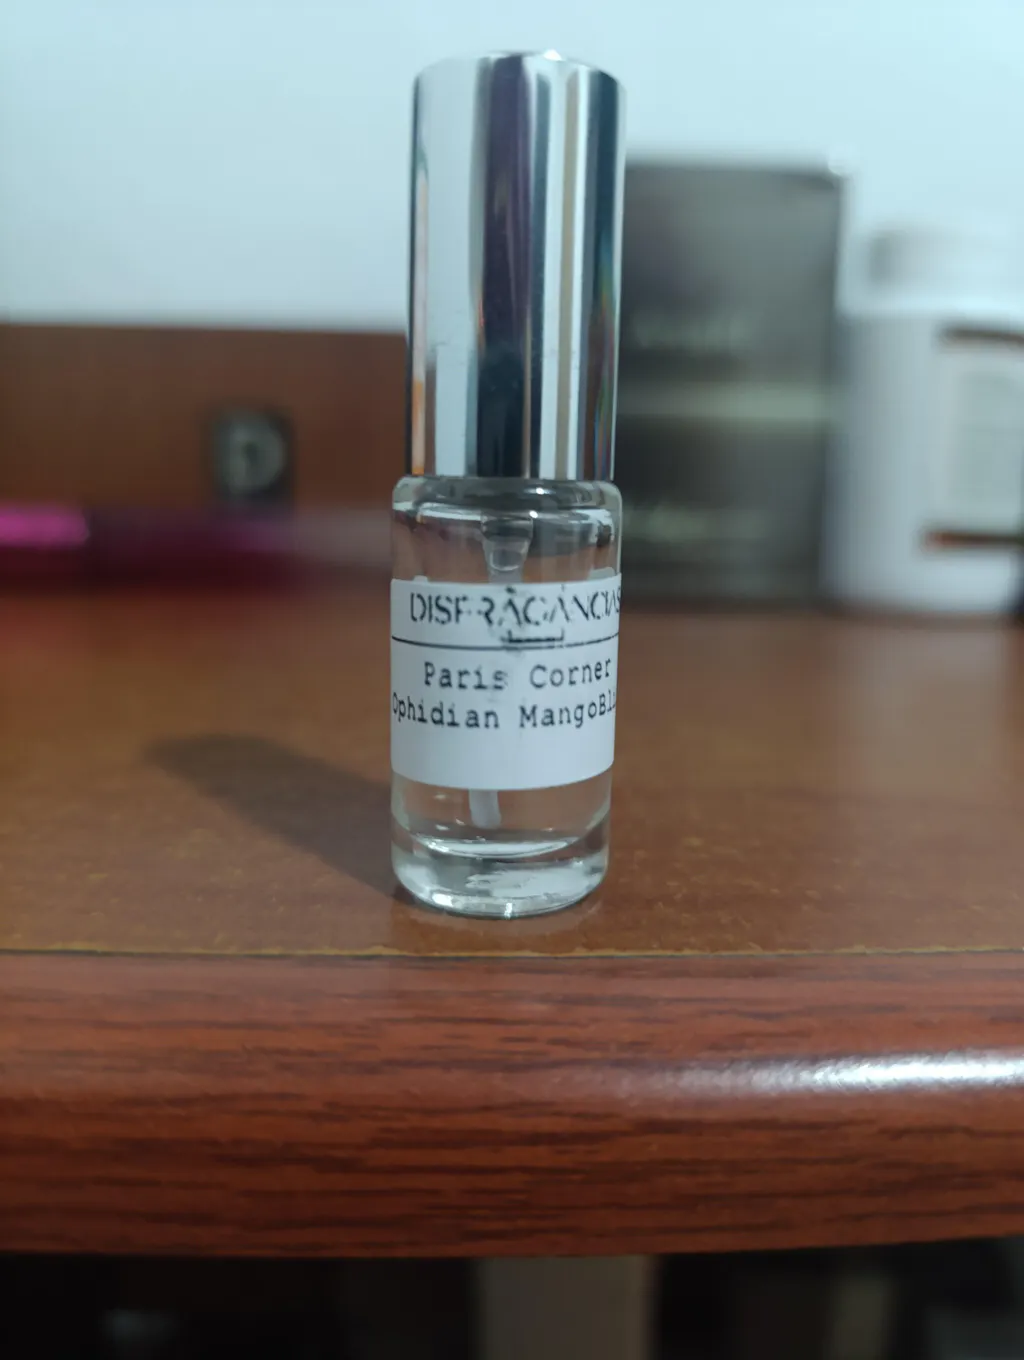 DISFRAGANCIAS
Paris Corner
Ophidian
D